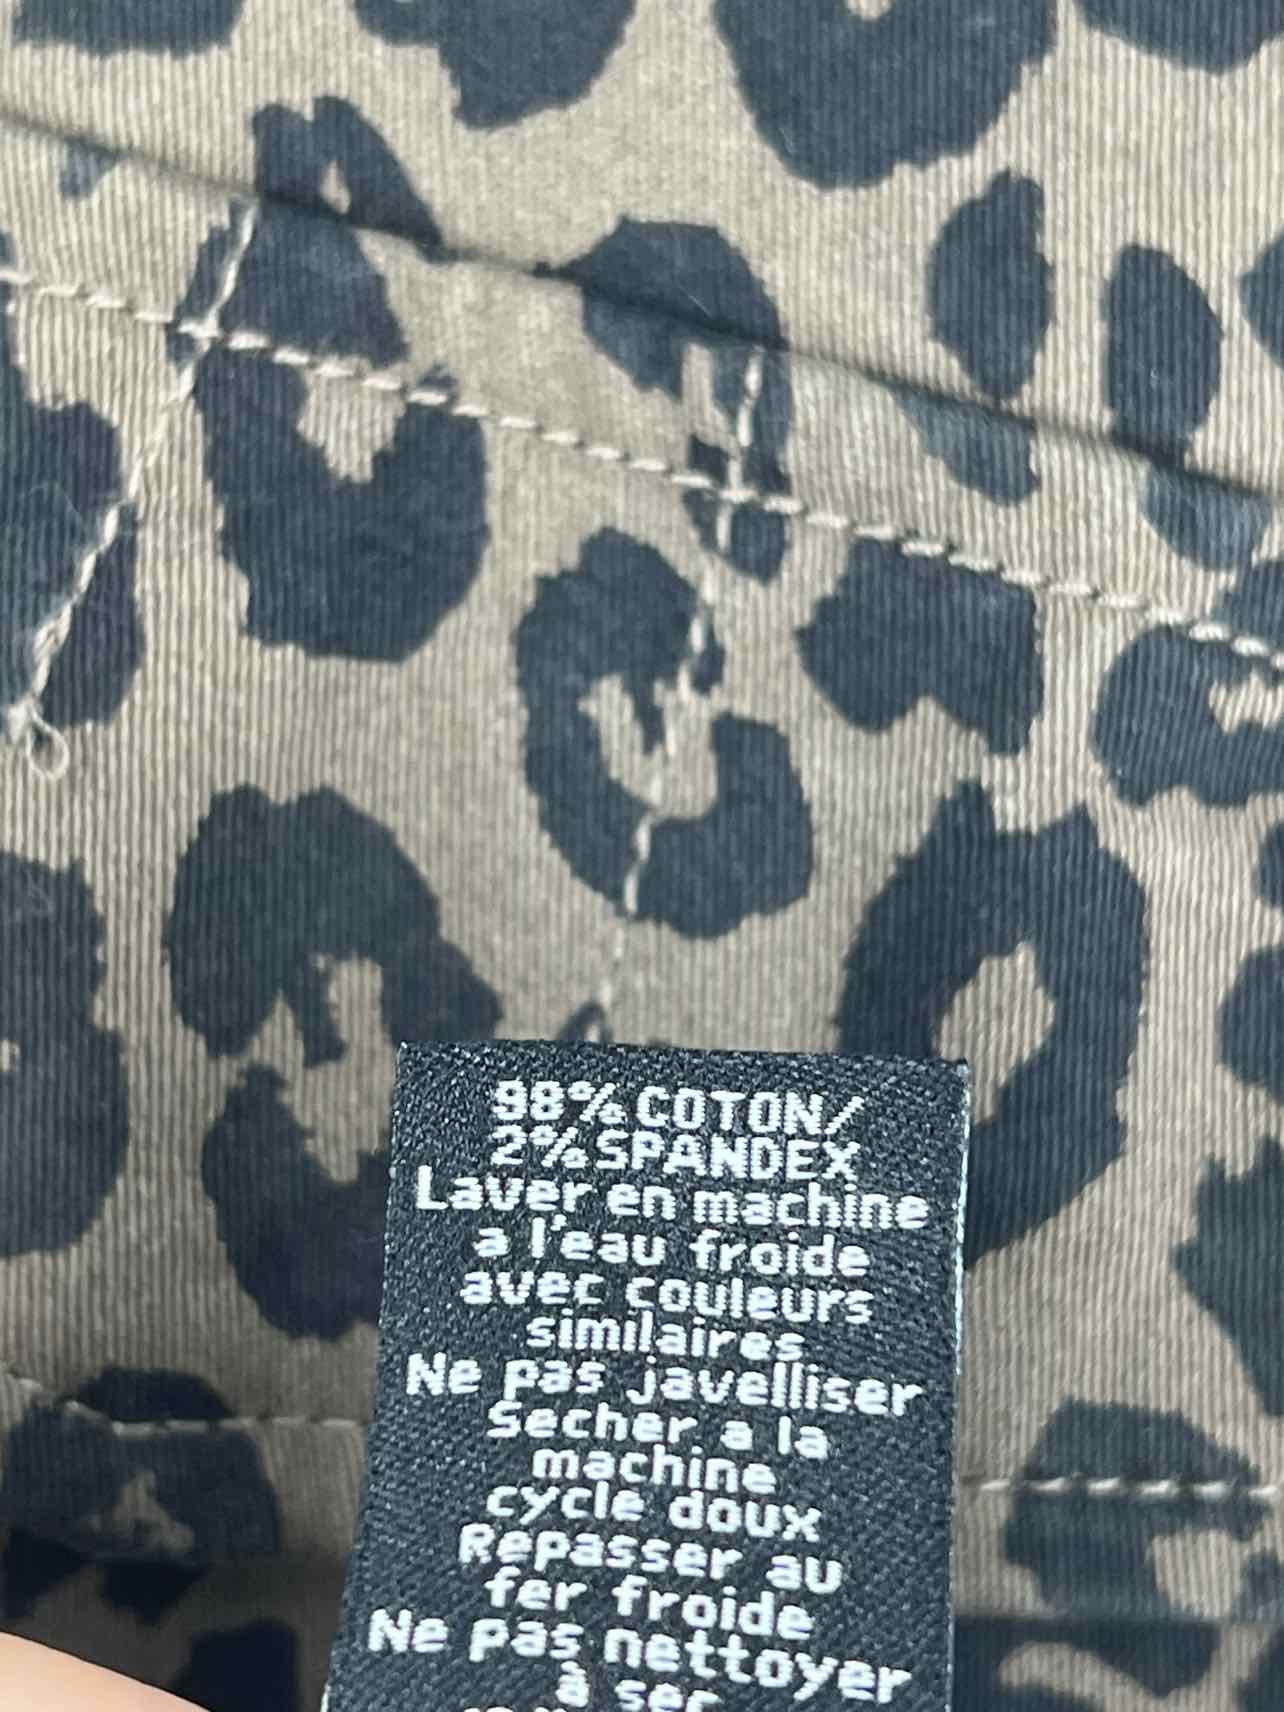 98% COTON/
2% SPANDEX
Laver en machine
a l'eau froide
avec couleurs
similaires
Ne pas javelliser
Secher a la
machine
cycle doux
Repasser au
fer froide
Ne pas nettoyer
à sec